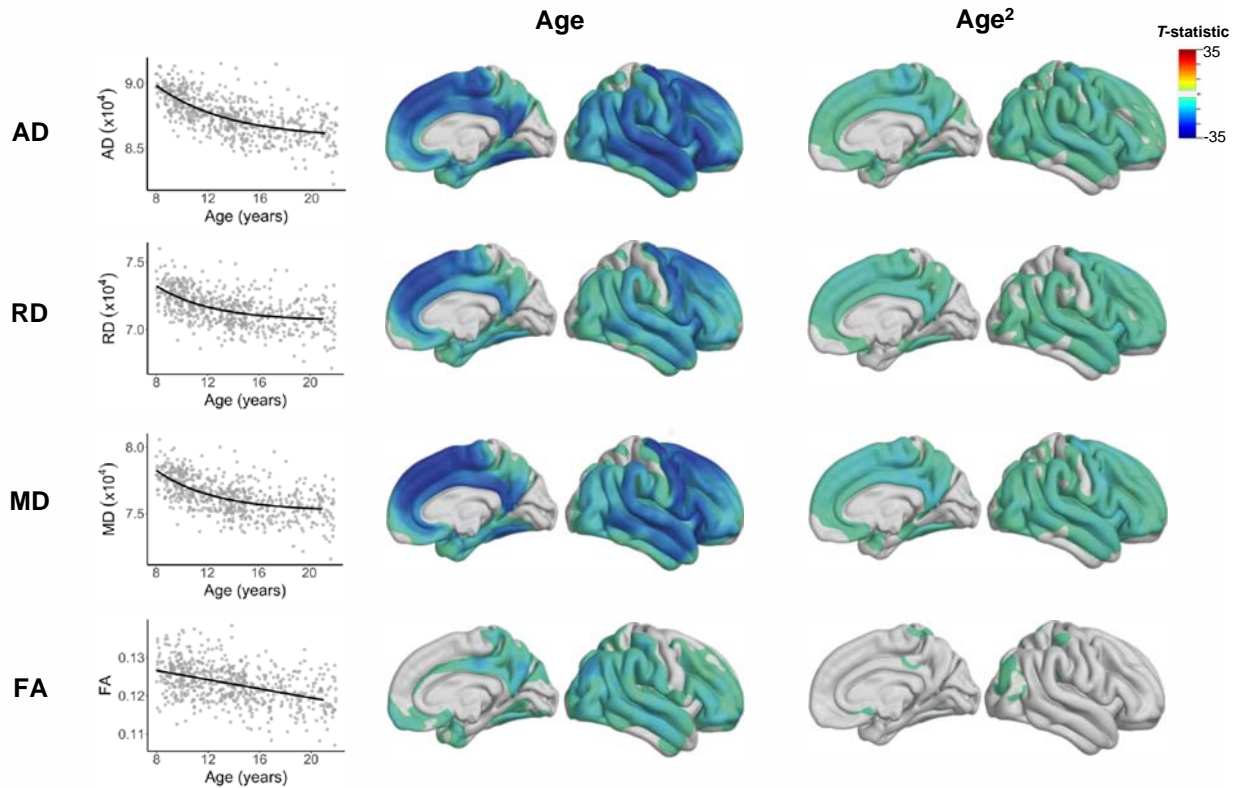 Age
Age²
T-statistic
35
-35
AD
AD (x10⁴)
9.0
8.5
8 12 16 20
Age (years)
RD
RD (x10⁴)
7.5
7.0
8 12 16 20
Age (years)
MD
MD (x10⁴)
8.0
7.5
8 12 16 20
Age (years)
FA
FA
0.13
0.12
0.11
8 12 16 20
Age (years)